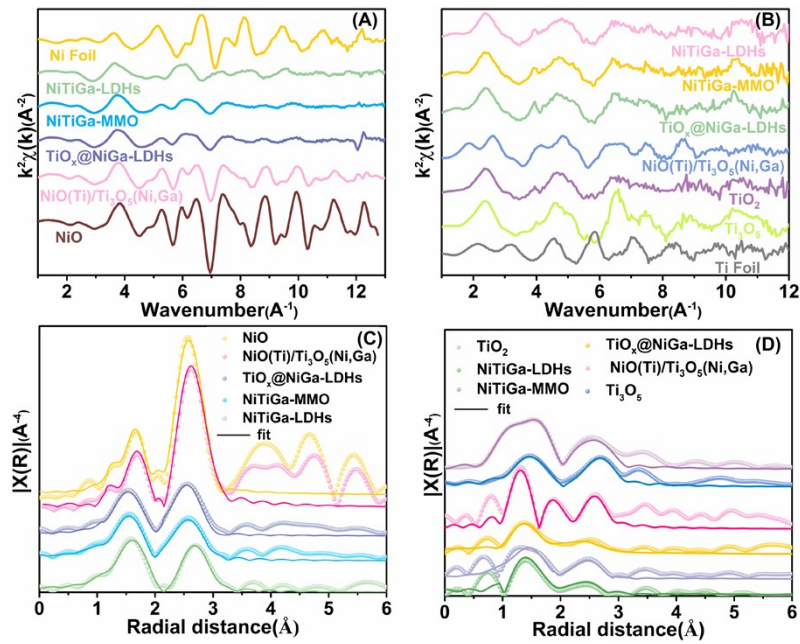 (A)
Ni Foil
NiTiGa-LDHs
NiTiGa-MMO
TiOₓ@NiGa-LDHs
NiO(Ti)/Ti₃O₅(Ni,Ga)
NiO
k²χ(k)(A⁻²)
2 4 6 8 10 12
Wavenumber(A⁻¹)
(B)
NiTiGa-LDHs
NiTiGa-MMO
TiOₓ@NiGa-LDHs
NiO(Ti)/Ti₃O₅(Ni,Ga)
TiO₂
Ti₃O₅
Ti Foil
k²χ(k)(A⁻²)
2 4 6 8 10 12
Wavenumber(A⁻¹)
(C)
NiO
NiO(Ti)/Ti₃O₅(Ni,Ga)
TiOₓ@NiGa-LDHs
NiTiGa-MMO
NiTiGa-LDHs
fit
|X(R)|(A⁻⁴)
0 1 2 3 4 5 6
Radial distance(Å)
(D)
TiO₂
NiTiGa-LDHs
NiTiGa-MMO
fit
TiOₓ@NiGa-LDHs
NiO(Ti)/Ti₃O₅(Ni,Ga)
Ti₃O₅
|X(R)|(A⁻⁴)
0 1 2 3 4 5 6
Radial distance(Å)